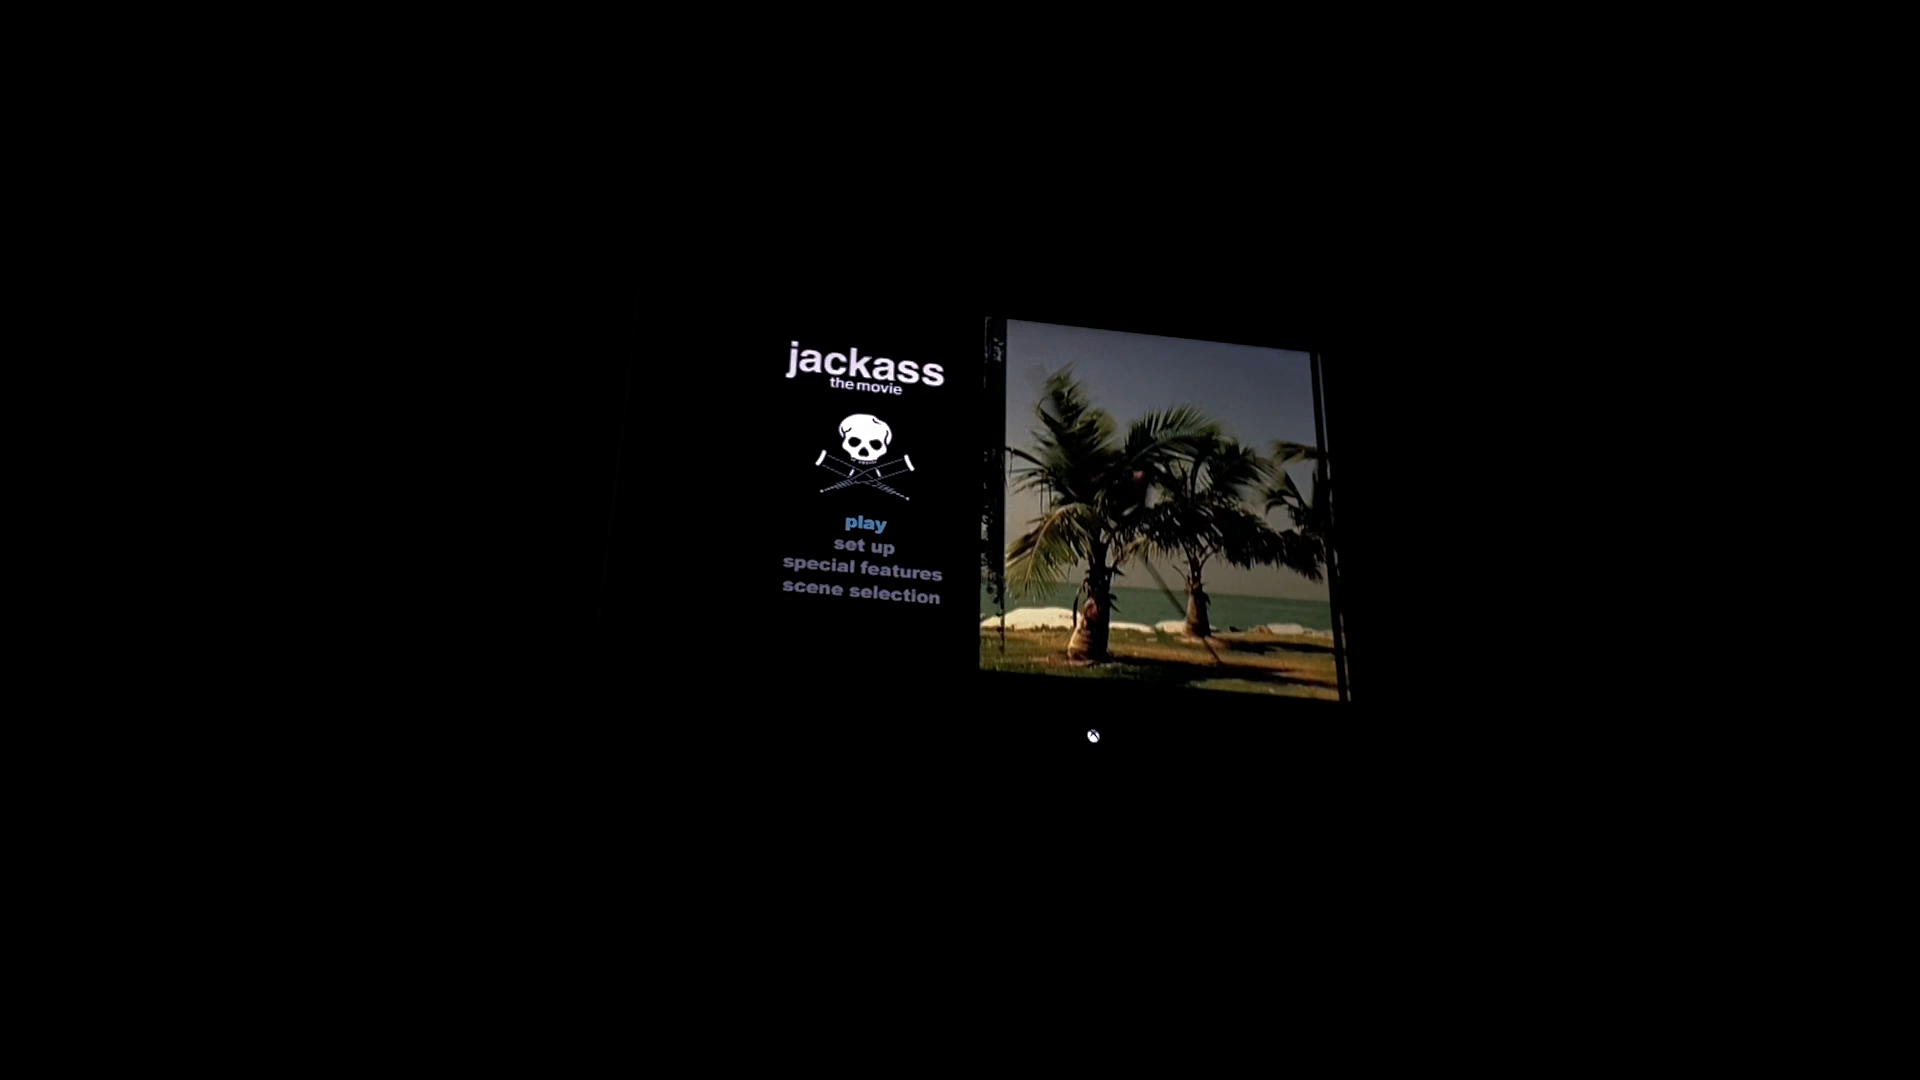 jackass
the movie
play
set up
special features
scene selection